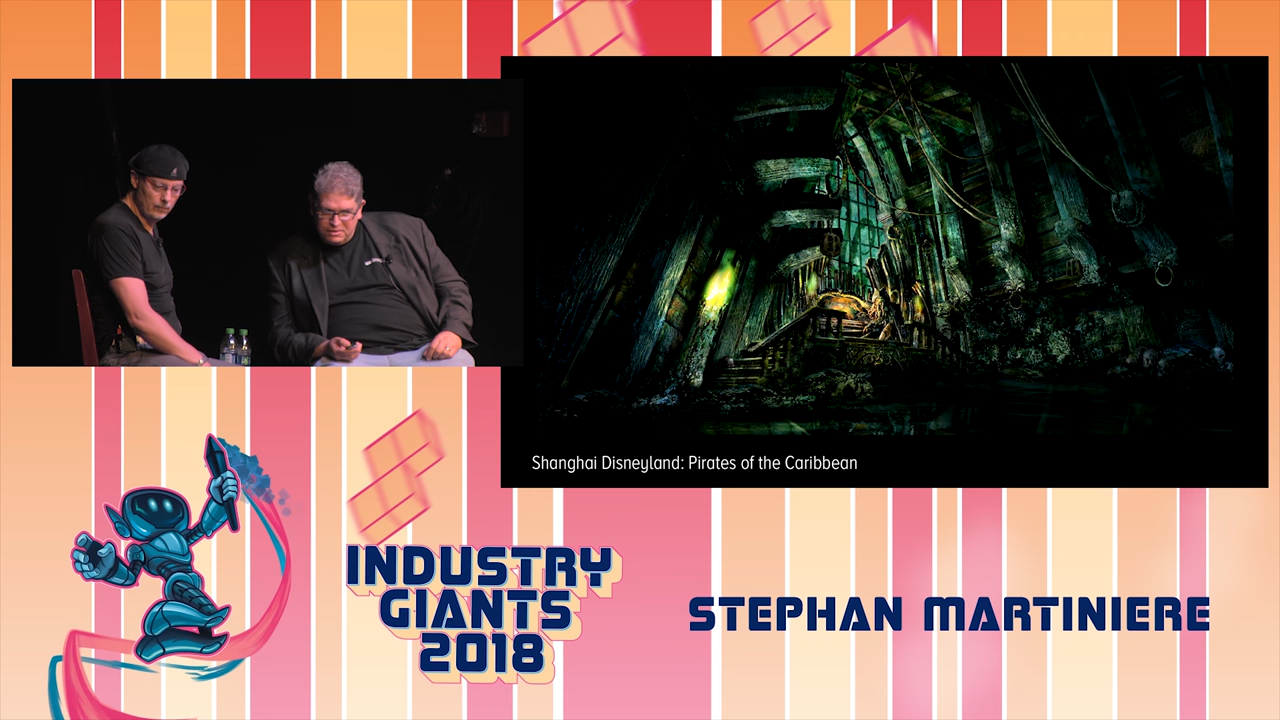 Shanghai Disneyland: Pirates of the Caribbean
INDUSTRY
GIANTS
2018
STEPHAN MARTINIERE